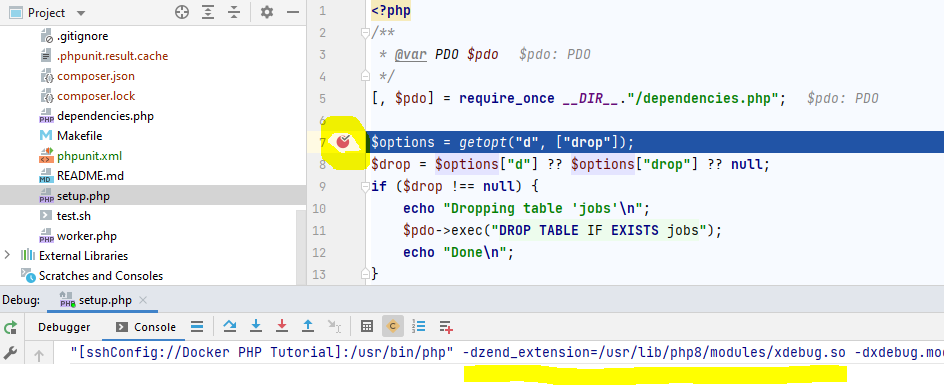 Project
.gitignore
.phpunit.result.cache
composer.json
composer.lock
dependencies.php
Makefile
phpunit.xml
README.md
setup.php
test.sh
worker.php
External Libraries
Scratches and Consoles
1 <?php
2 /**
3 * @var PDO $pdo $pdo: PDO
4 */
5 [, $pdo] = require_once __DIR__."/dependencies.php"; $pdo: PDO
6
7 $options = getopt("d", ["drop"]);
8 $drop = $options["d"] ?? $options["drop"] ?? null;
9 if ($drop !== null) {
10 echo "Dropping table 'jobs'\n";
11 $pdo->exec("DROP TABLE IF EXISTS jobs");
12 echo "Done\n";
13 }
Debug: setup.php
Debugger Console
"[sshConfig://Docker PHP Tutorial]:/usr/bin/php" -dzend_extension=/usr/lib/php8/modules/xdebug.so -dxdebug.mod